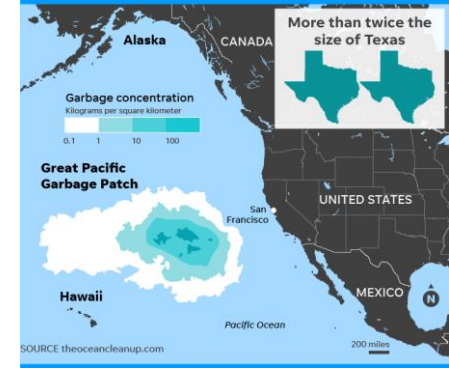 More than twice the
size of Texas
Alaska
CANADA
Garbage concentration
Kilograms per square kilometer
0.1 1 10 100
Great Pacific
Garbage Patch
San
Francisco
UNITED STATES
Hawaii
MEXICO
N
Pacific Ocean
SOURCE theoceancleanup.com
200 miles